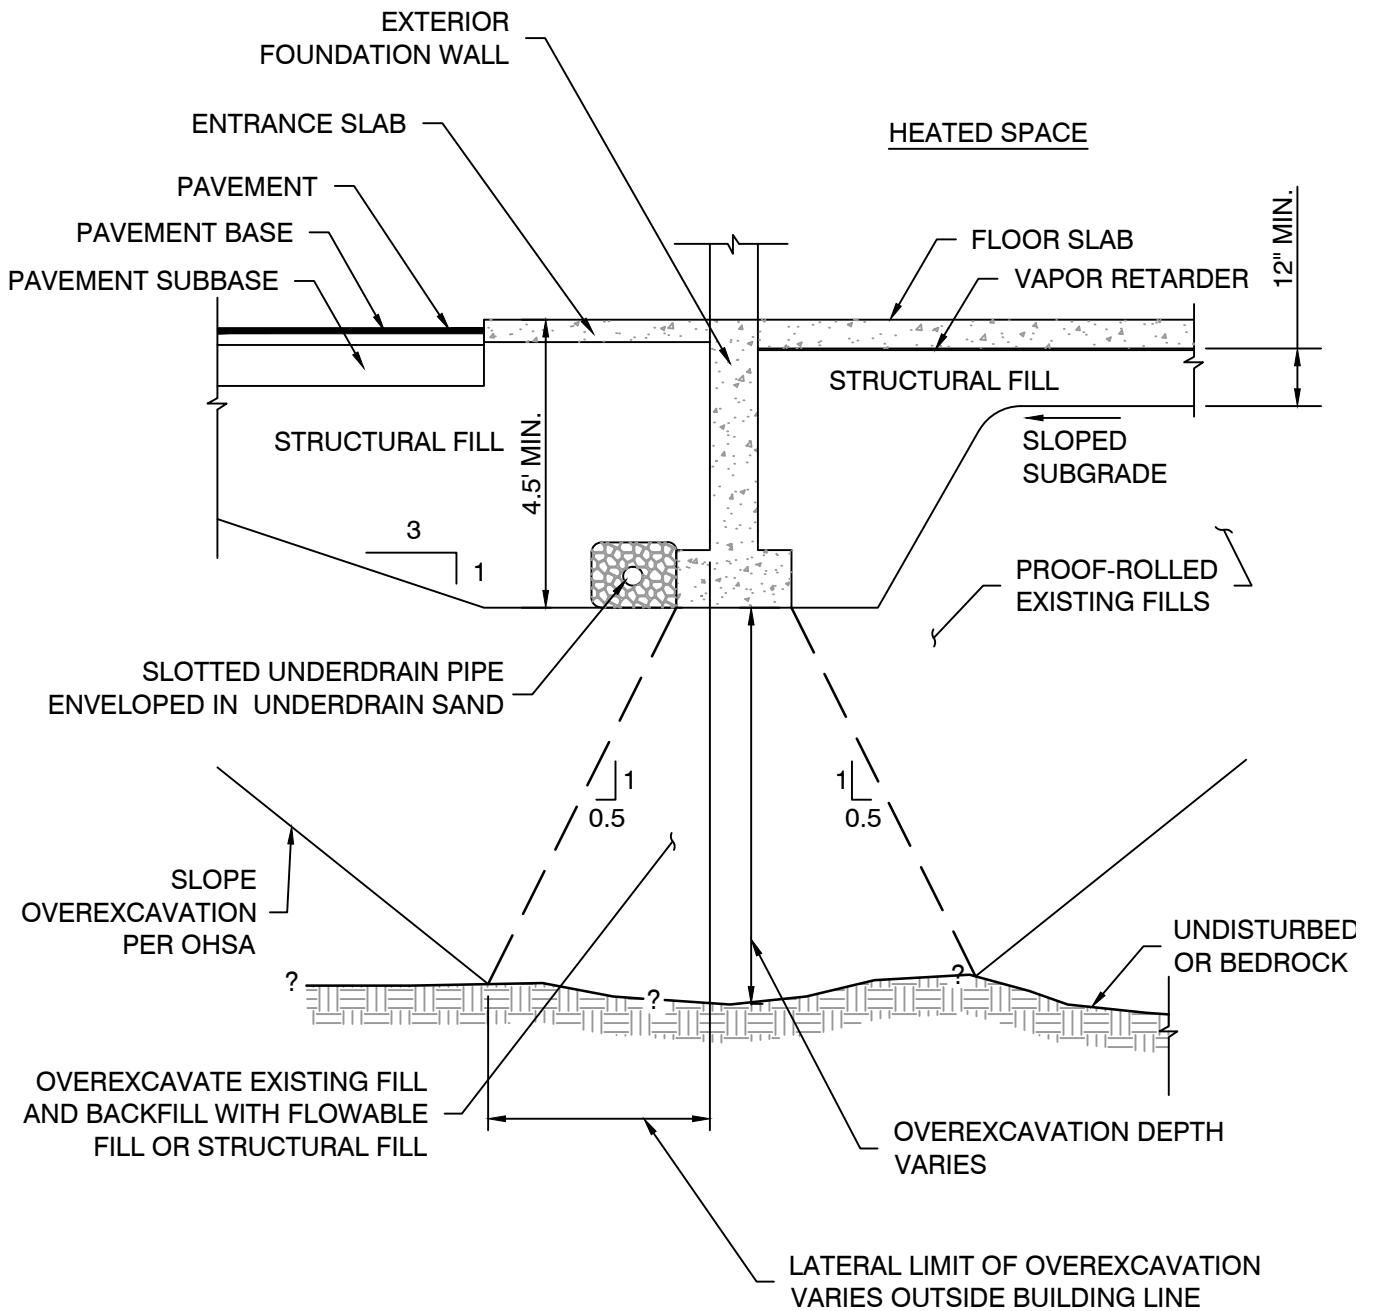 EXTERIOR
FOUNDATION WALL
ENTRANCE SLAB
HEATED SPACE
PAVEMENT
PAVEMENT BASE
PAVEMENT SUBBASE
FLOOR SLAB
VAPOR RETARDER
12" MIN.
STRUCTURAL FILL
STRUCTURAL FILL
4.5' MIN.
SLOPED
SUBGRADE
3
1
PROOF-ROLLED
EXISTING FILLS
SLOTTED UNDERDRAIN PIPE
ENVELOPED IN UNDERDRAIN SAND
1
0.5
1
0.5
SLOPE
OVEREXCAVATION
PER OHSA
UNDISTURBED
OR BEDROCK
?
?
?
OVEREXCAVATE EXISTING FILL
AND BACKFILL WITH FLOWABLE
FILL OR STRUCTURAL FILL
OVEREXCAVATION DEPTH
VARIES
LATERAL LIMIT OF OVEREXCAVATION
VARIES OUTSIDE BUILDING LINE